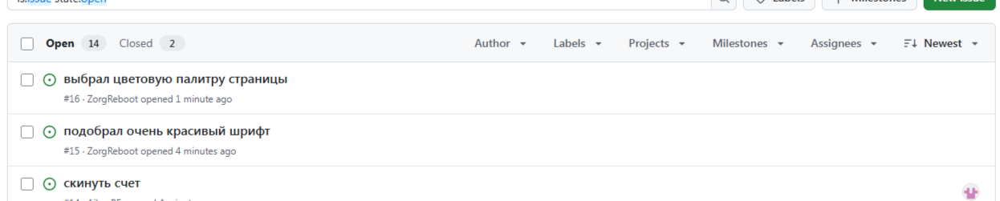 is:issue state:open
Labels
Milestones
New issue
Open 14 Closed 2 Author Labels Projects Milestones Assignees Newest
выбрал цветовую палитру страницы
#16 · ZorgReboot opened 1 minute ago
подобрал очень красивый шрифт
#15 · ZorgReboot opened 4 minutes ago
скинуть счет